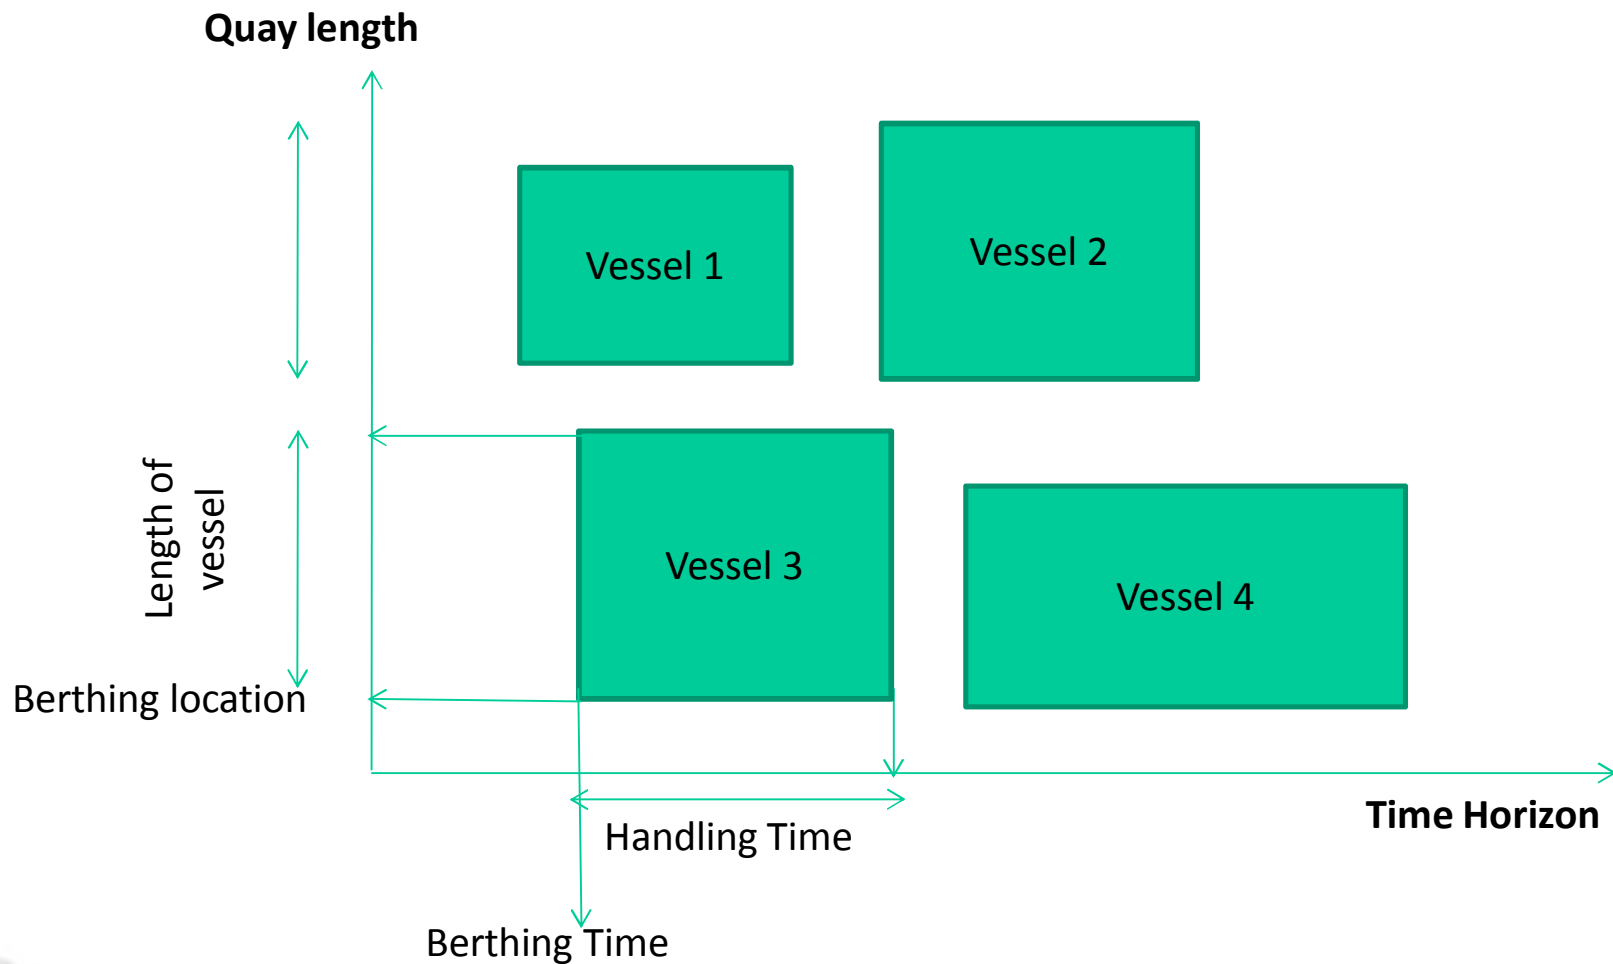 Quay length
Vessel 1
Vessel 2
Length of
vessel
Vessel 3
Vessel 4
Berthing location
Handling Time
Time Horizon
Berthing Time